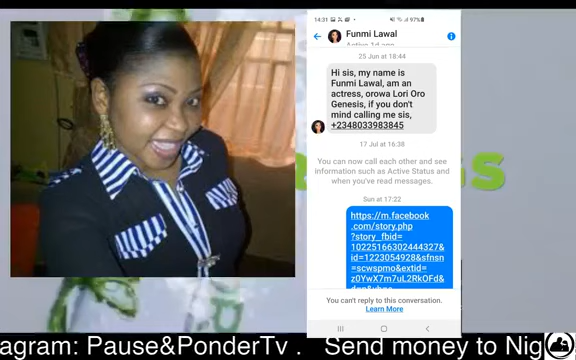 14:31
97%
Funmi Lawal
Active 1d ago
25 Jun at 18:44
Hi sis, my name is
Funmi Lawal, am an
actress, orowa Lori Oro
Genesis, if you don't
mind calling me sis,
+2348033983845
17 Jul at 16:38
You can now call each other and see
information such as Active Status and
when you've read messages.
Sun at 17:22
https://m.facebook
.com/story.php
?story_fbid=
10225166302444327&
id=1223054928&sfnsn
=scwspmo&extid=
z0YwX7m7uL2RkOFd&
You can't reply to this conversation.
Learn More
agram: Pause&PonderTv . Send money to Nig